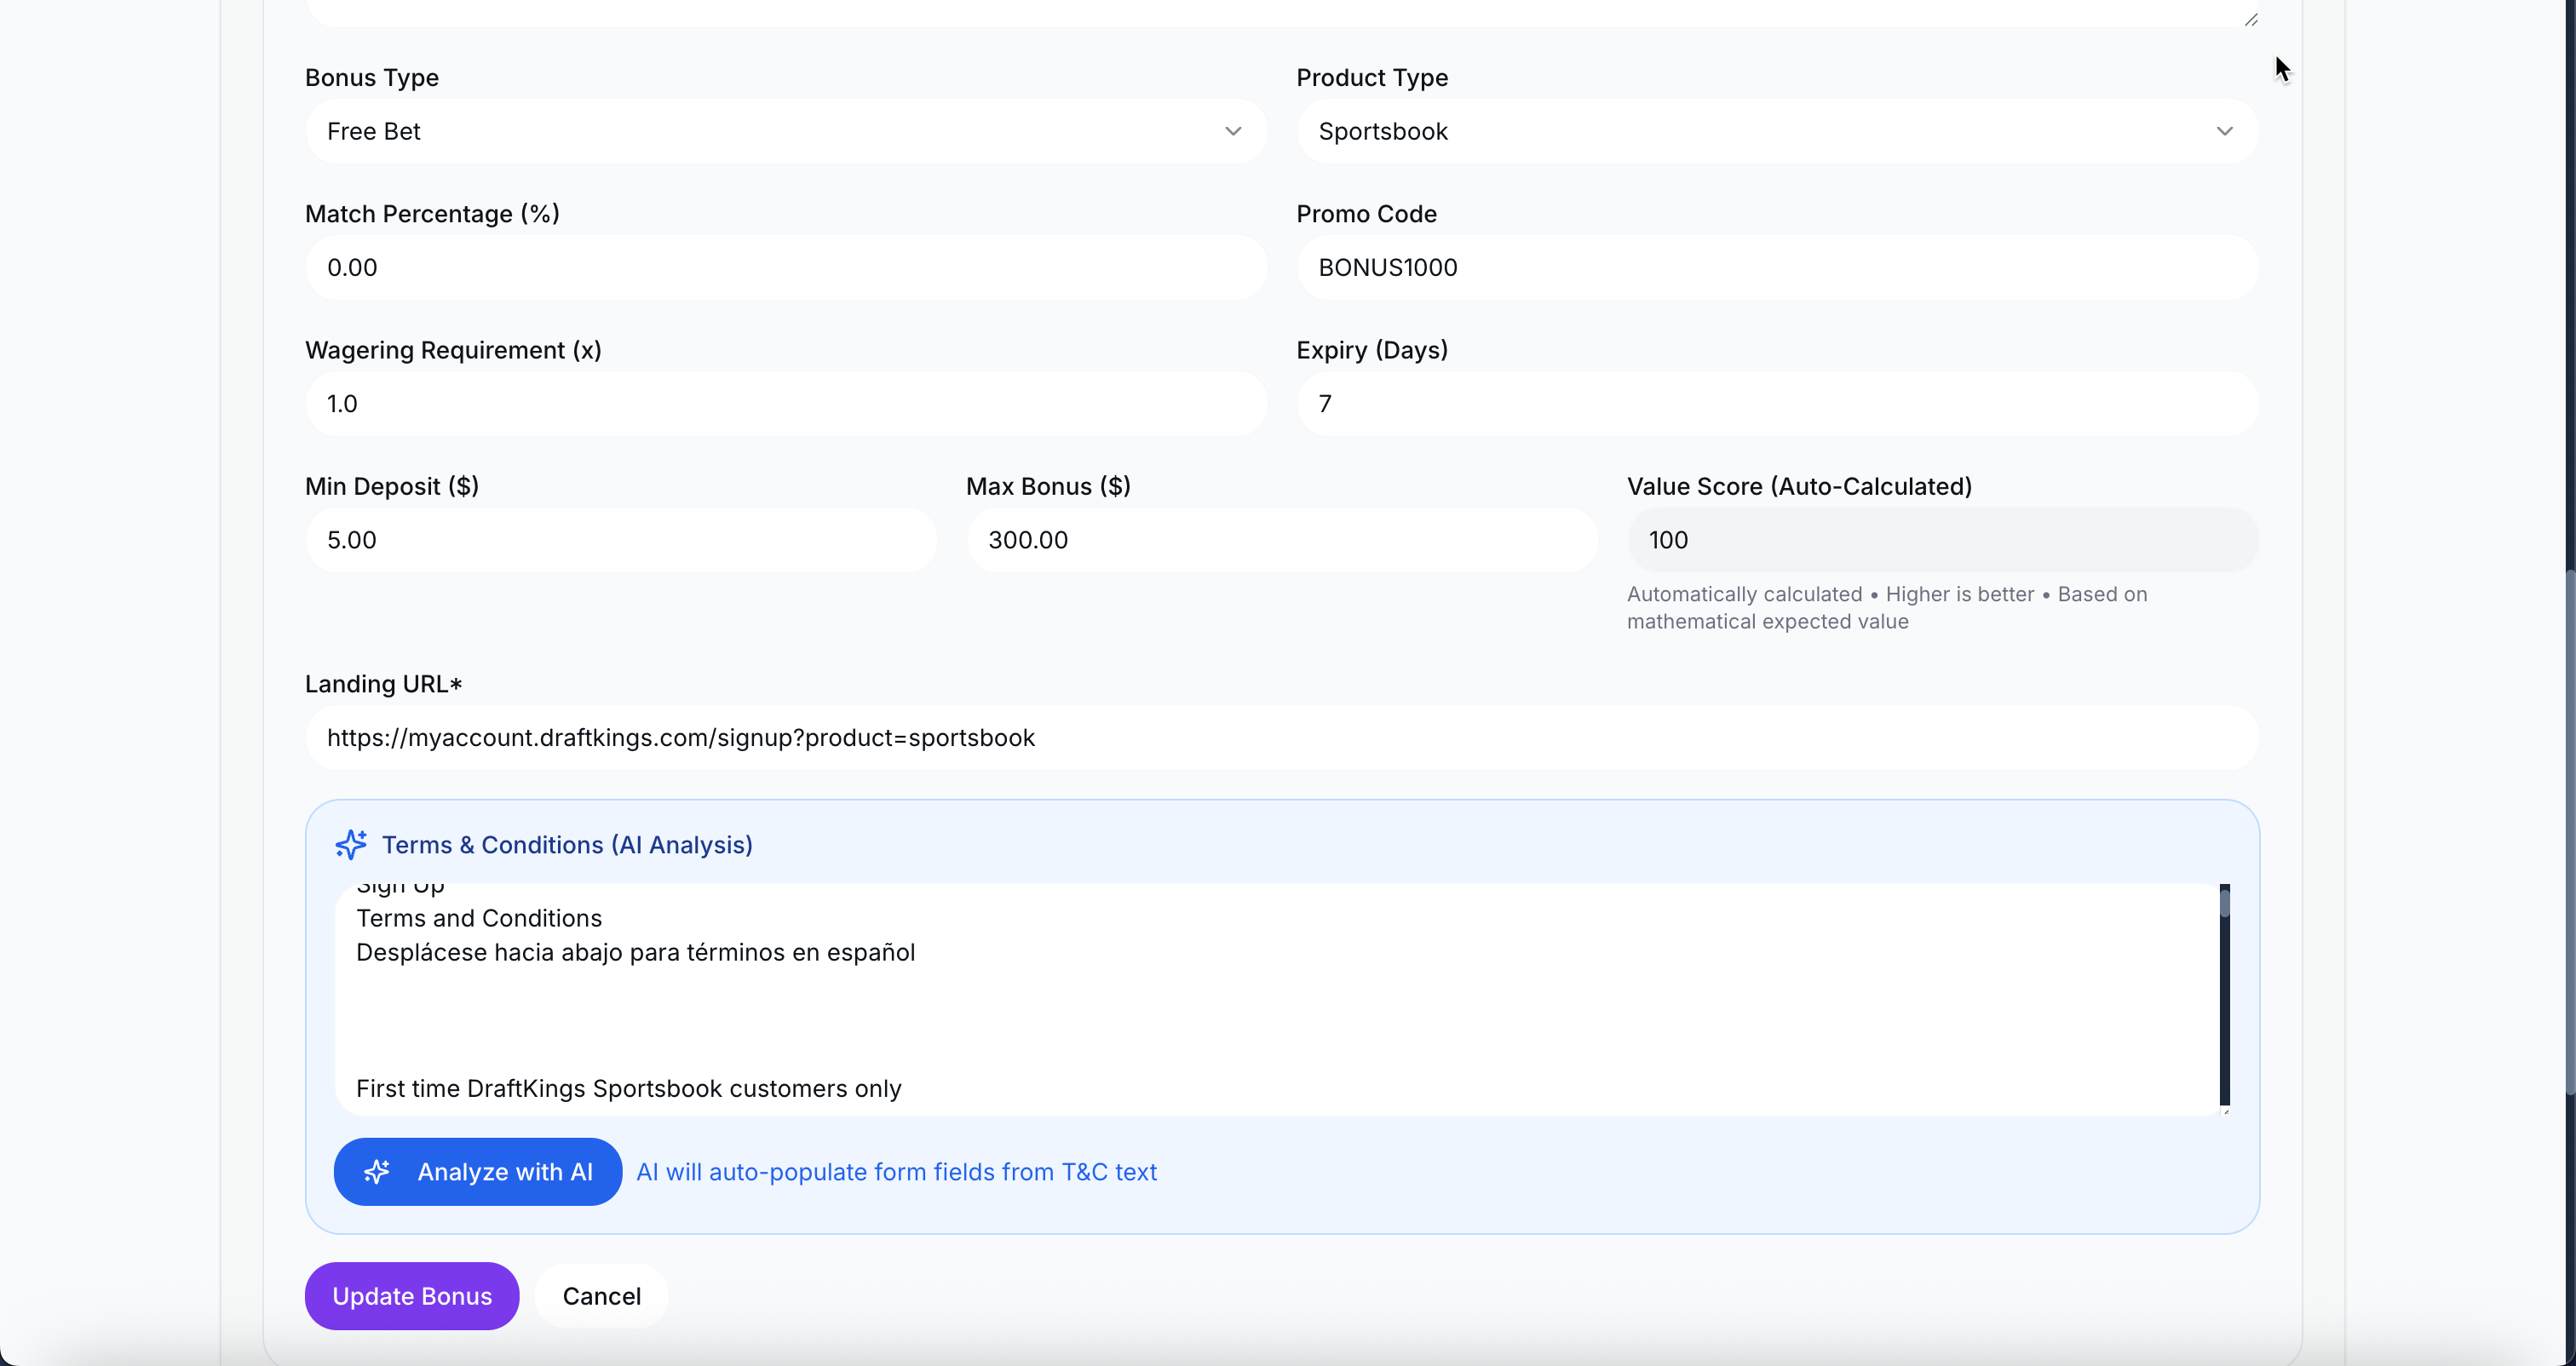 Bonus Type
Product Type
Free Bet
Sportsbook
Match Percentage (%)
Promo Code
0.00
BONUS1000
Wagering Requirement (x)
Expiry (Days)
1.0
7
Min Deposit ($)
Max Bonus ($)
Value Score (Auto-Calculated)
5.00
300.00
100
Automatically calculated • Higher is better • Based on
mathematical expected value
Landing URL*
https://myaccount.draftkings.com/signup?product=sportsbook
Terms & Conditions (AI Analysis)
Sign Up
Terms and Conditions
Desplácese hacia abajo para términos en español
First time DraftKings Sportsbook customers only
Analyze with AI
AI will auto-populate form fields from T&C text
Update Bonus
Cancel